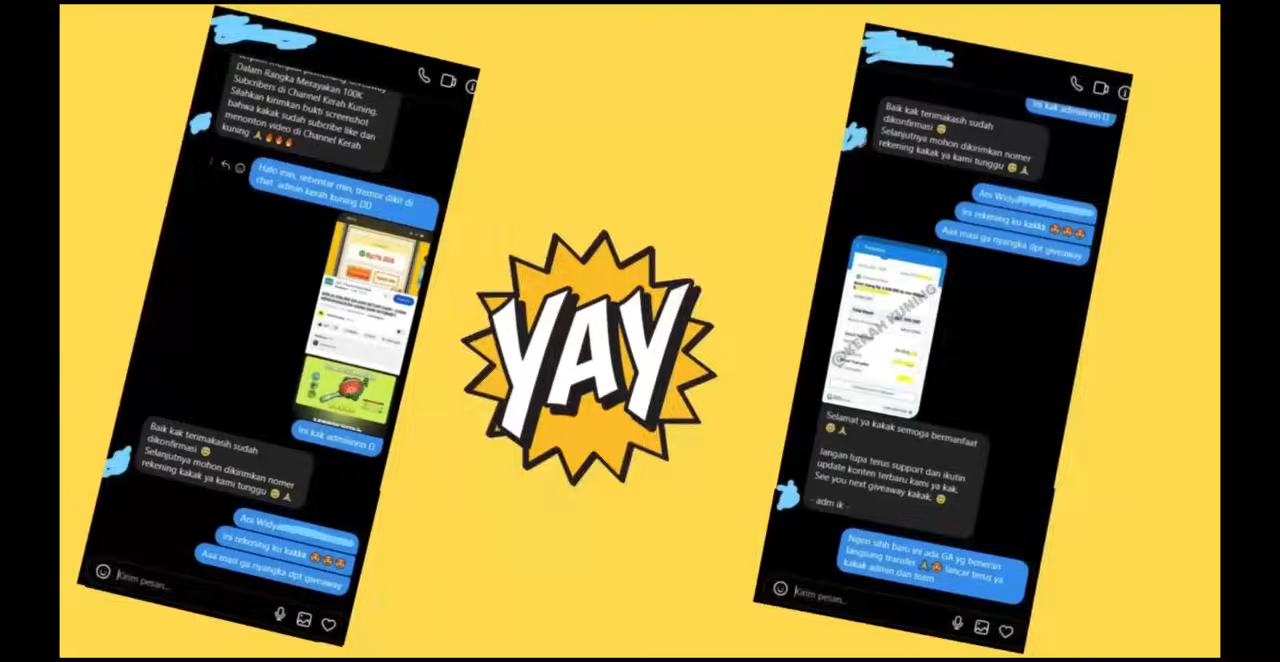 Dalam Rangka Merayakan 100K
Subcribers di Channel Kerah Kuning.
Silahkan kirimkan bukti screenshot
bahwa kakak sudah subcribe like dan
menonton video di Channel Kerah
kuning 🙏🔥🔥🔥
Halo min, sebentar min, tremor dikit di
chat admin kerah kuning
Ini kak adminnnn
Baik kak terimakasih sudah
dikonfirmasi 😇
Selanjutnya mohon dikirimkan nomer
rekening kakak ya kami tunggu 😇🙏
Ani Widya
Ini rekening ku kakkk 🥰🥰🥰
Aaa masi ga nyangka dpt giveaway
Kirim pesan...
YAY
Ini kak adminnnn
Baik kak terimakasih sudah
dikonfirmasi 😇
Selanjutnya mohon dikirimkan nomer
rekening kakak ya kami tunggu 😇🙏
Ani Widya
Ini rekening ku kakkk 🥰🥰🥰
Aaa masi ga nyangka dpt giveaway
KERAH KUNING
Selamat ya kakak semoga bermanfaat
😇🙏
Jangan lupa terus support dan ikutin
update konten terbaru kami ya kak.
See you next giveaway kakak. 😇
- adm ik -
Ngen sihh baru ini ada GA yg beneran
langsung transfer 🙏🥰 lancar terus ya
kakak admin dan team
Kirim pesan...